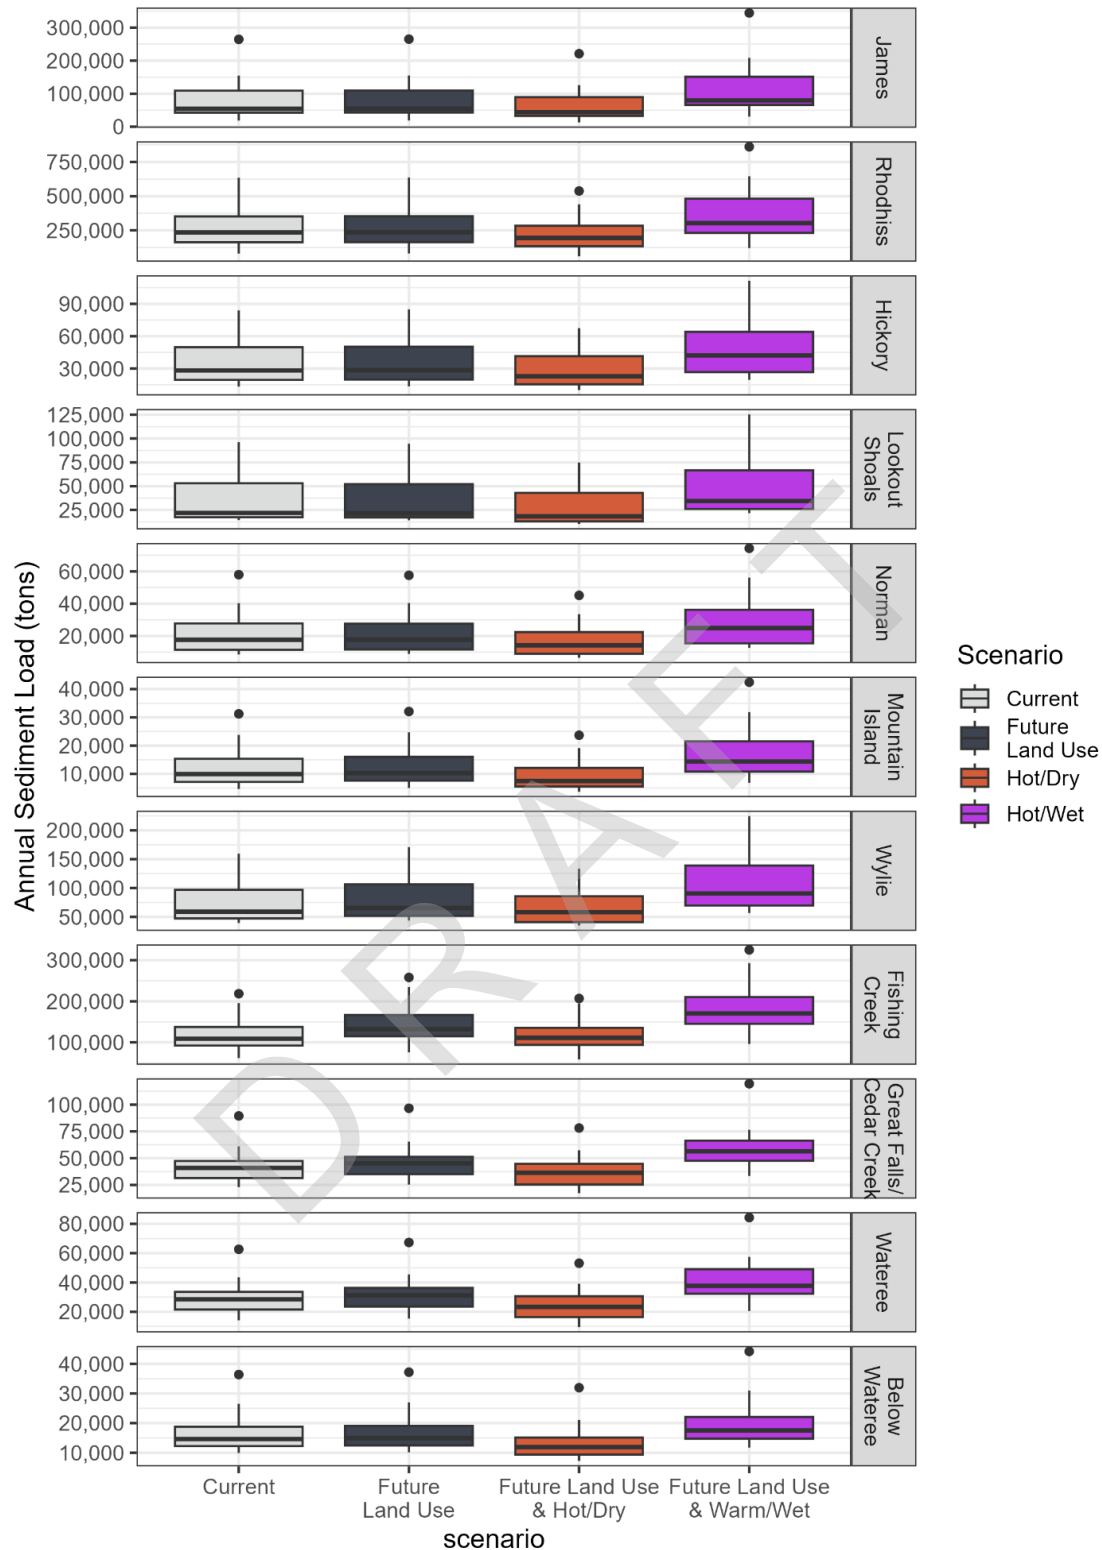 300,000
200,000
100,000
0
James
750,000
500,000
250,000
Rhodhiss
90,000
60,000
30,000
Hickory
125,000
100,000
75,000
50,000
25,000
Lookout
Shoals
60,000
40,000
20,000
Norman
40,000
30,000
20,000
10,000
Mountain
Island
200,000
150,000
100,000
50,000
Wylie
300,000
200,000
100,000
Fishing
Creek
100,000
75,000
50,000
25,000
Great Falls/
Cedar Creek
80,000
60,000
40,000
20,000
Wateree
40,000
30,000
20,000
10,000
Below
Wateree
Annual Sediment Load (tons)
Current
Future
Land Use
Future Land Use
& Hot/Dry
Future Land Use
& Warm/Wet
scenario
Scenario
Current
Future
Land Use
Hot/Dry
Hot/Wet
DRAFT